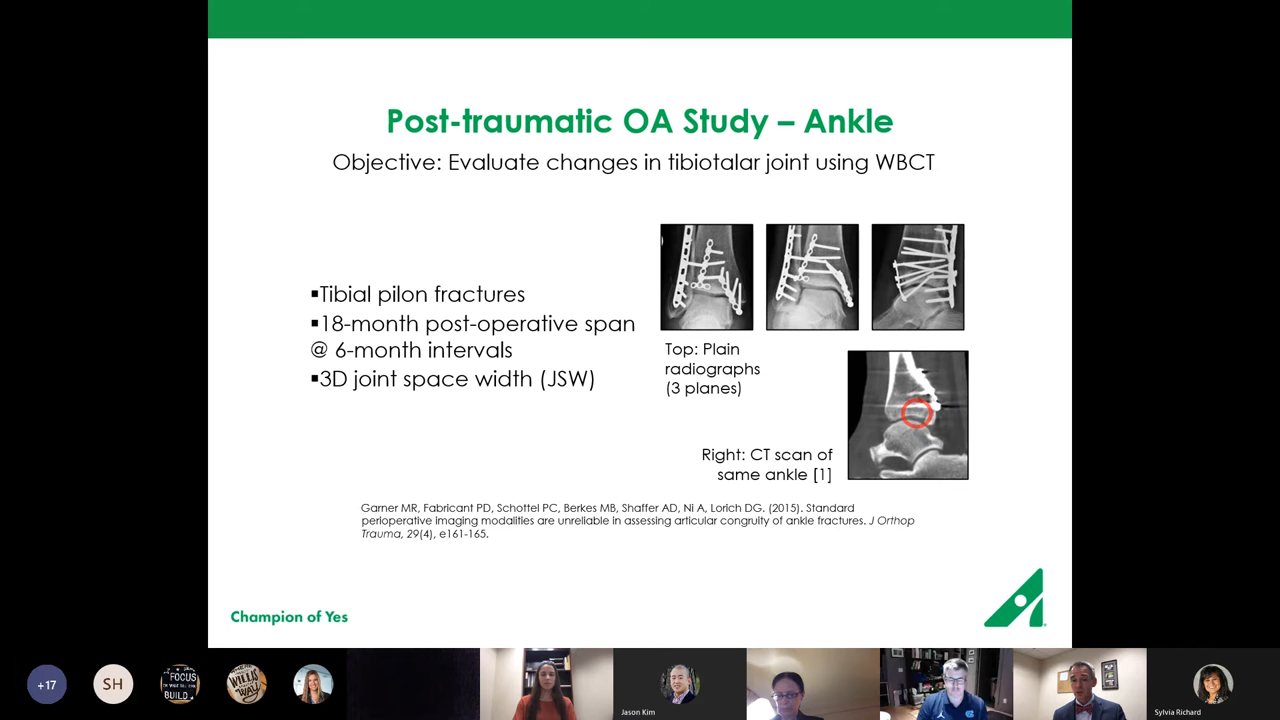 Post-traumatic OA Study – Ankle
Objective: Evaluate changes in tibiotalar joint using WBCT
▪Tibial pilon fractures
▪18-month post-operative span
@ 6-month intervals
▪3D joint space width (JSW)
Top: Plain
radiographs
(3 planes)
Right: CT scan of
same ankle [1]
Garner MR, Fabricant PD, Schottel PC, Berkes MB, Shaffer AD, Ni A, Lorich DG. (2015). Standard
perioperative imaging modalities are unreliable in assessing articular congruity of ankle fractures. J Orthop
Trauma, 29(4), e161-165.
Champion of Yes
+17
SH
FOCUS
BUILD
WILL
WAY
Jason Kim
Sylvia Richard